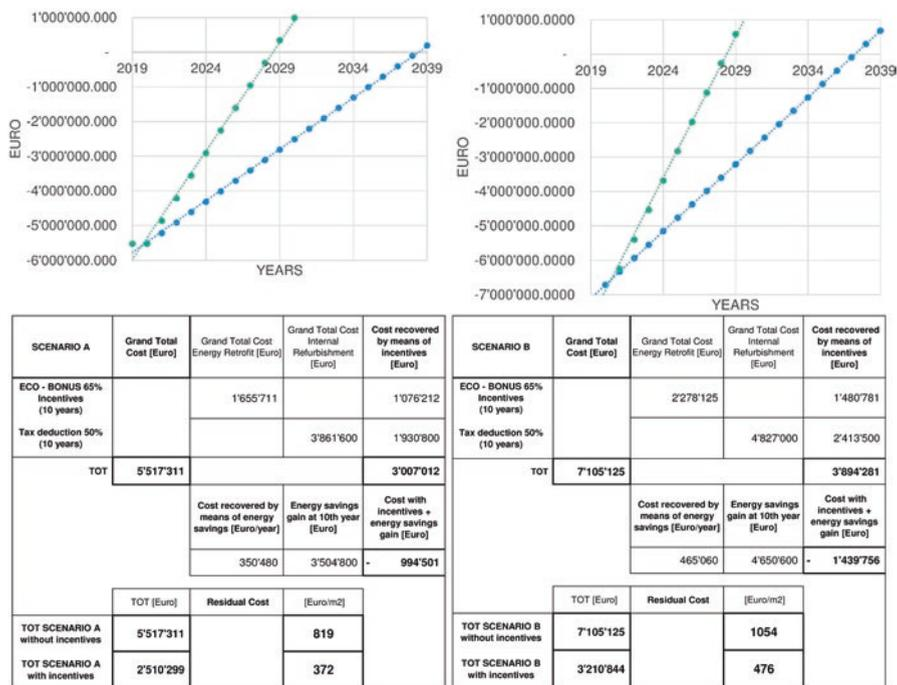 1'000'000.000
-
2019 2024 2029 2034 2039
-1'000'000.000
-2'000'000.000
-3'000'000.000
-4'000'000.000
-5'000'000.000
-6'000'000.000
EURO
YEARS
1'000'000.0000
-
2019 2024 2029 2034 2039
-1'000'000.0000
-2'000'000.0000
-3'000'000.0000
-4'000'000.0000
-5'000'000.0000
-6'000'000.0000
-7'000'000.0000
EURO
YEARS
SCENARIO A
Grand Total
Cost [Euro]
Grand Total Cost
Energy Retrofit [Euro]
Grand Total Cost
Internal
Refurbishment
[Euro]
Cost recovered
by means of
incentives
[Euro]
ECO - BONUS 65%
Incentives
(10 years)
1'655'711
1'076'212
Tax deduction 50%
(10 years)
3'861'600
1'930'800
TOT
5'517'311
3'007'012
Cost recovered by
means of energy
savings [Euro/year]
Energy savings
gain at 10th year
[Euro]
Cost with
incentives +
energy savings
gain [Euro]
350'480
3'504'800
- 994'501
TOT [Euro]
Residual Cost
[Euro/m2]
TOT SCENARIO A
without incentives
5'517'311
819
TOT SCENARIO A
with incentives
2'510'299
372
SCENARIO B
Grand Total
Cost [Euro]
Grand Total Cost
Energy Retrofit [Euro]
Grand Total Cost
Internal
Refurbishment
[Euro]
Cost recovered
by means of
incentives
[Euro]
ECO - BONUS 65%
Incentives
(10 years)
2'278'125
1'480'781
Tax deduction 50%
(10 years)
4'827'000
2'413'500
TOT
7'105'125
3'894'281
Cost recovered by
means of energy
savings [Euro/year]
Energy savings
gain at 10th year
[Euro]
Cost with
incentives +
energy savings
gain [Euro]
465'060
4'650'600
- 1'439'756
TOT [Euro]
Residual Cost
[Euro/m2]
TOT SCENARIO B
without incentives
7'105'125
1054
TOT SCENARIO B
with incentives
3'210'844
476